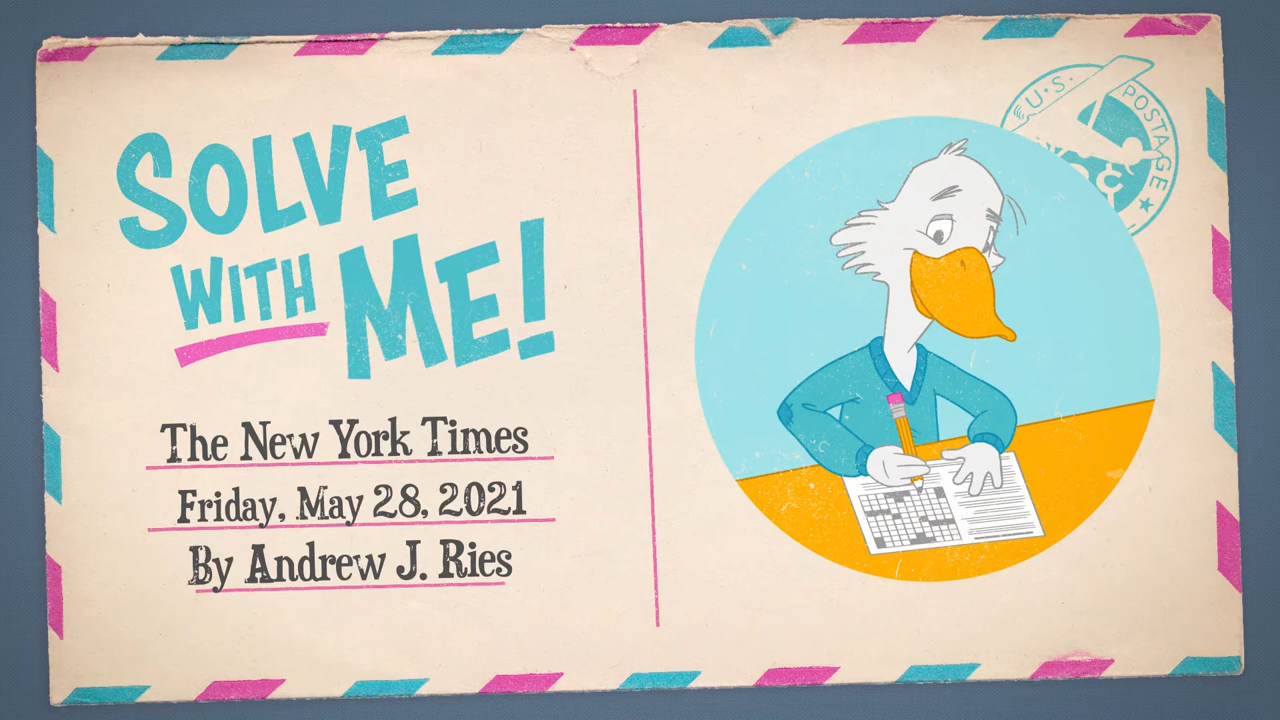 SOLVE
WITH ME!
The New York Times
Friday, May 28, 2021
By Andrew J. Ries
U.S. POSTAGE